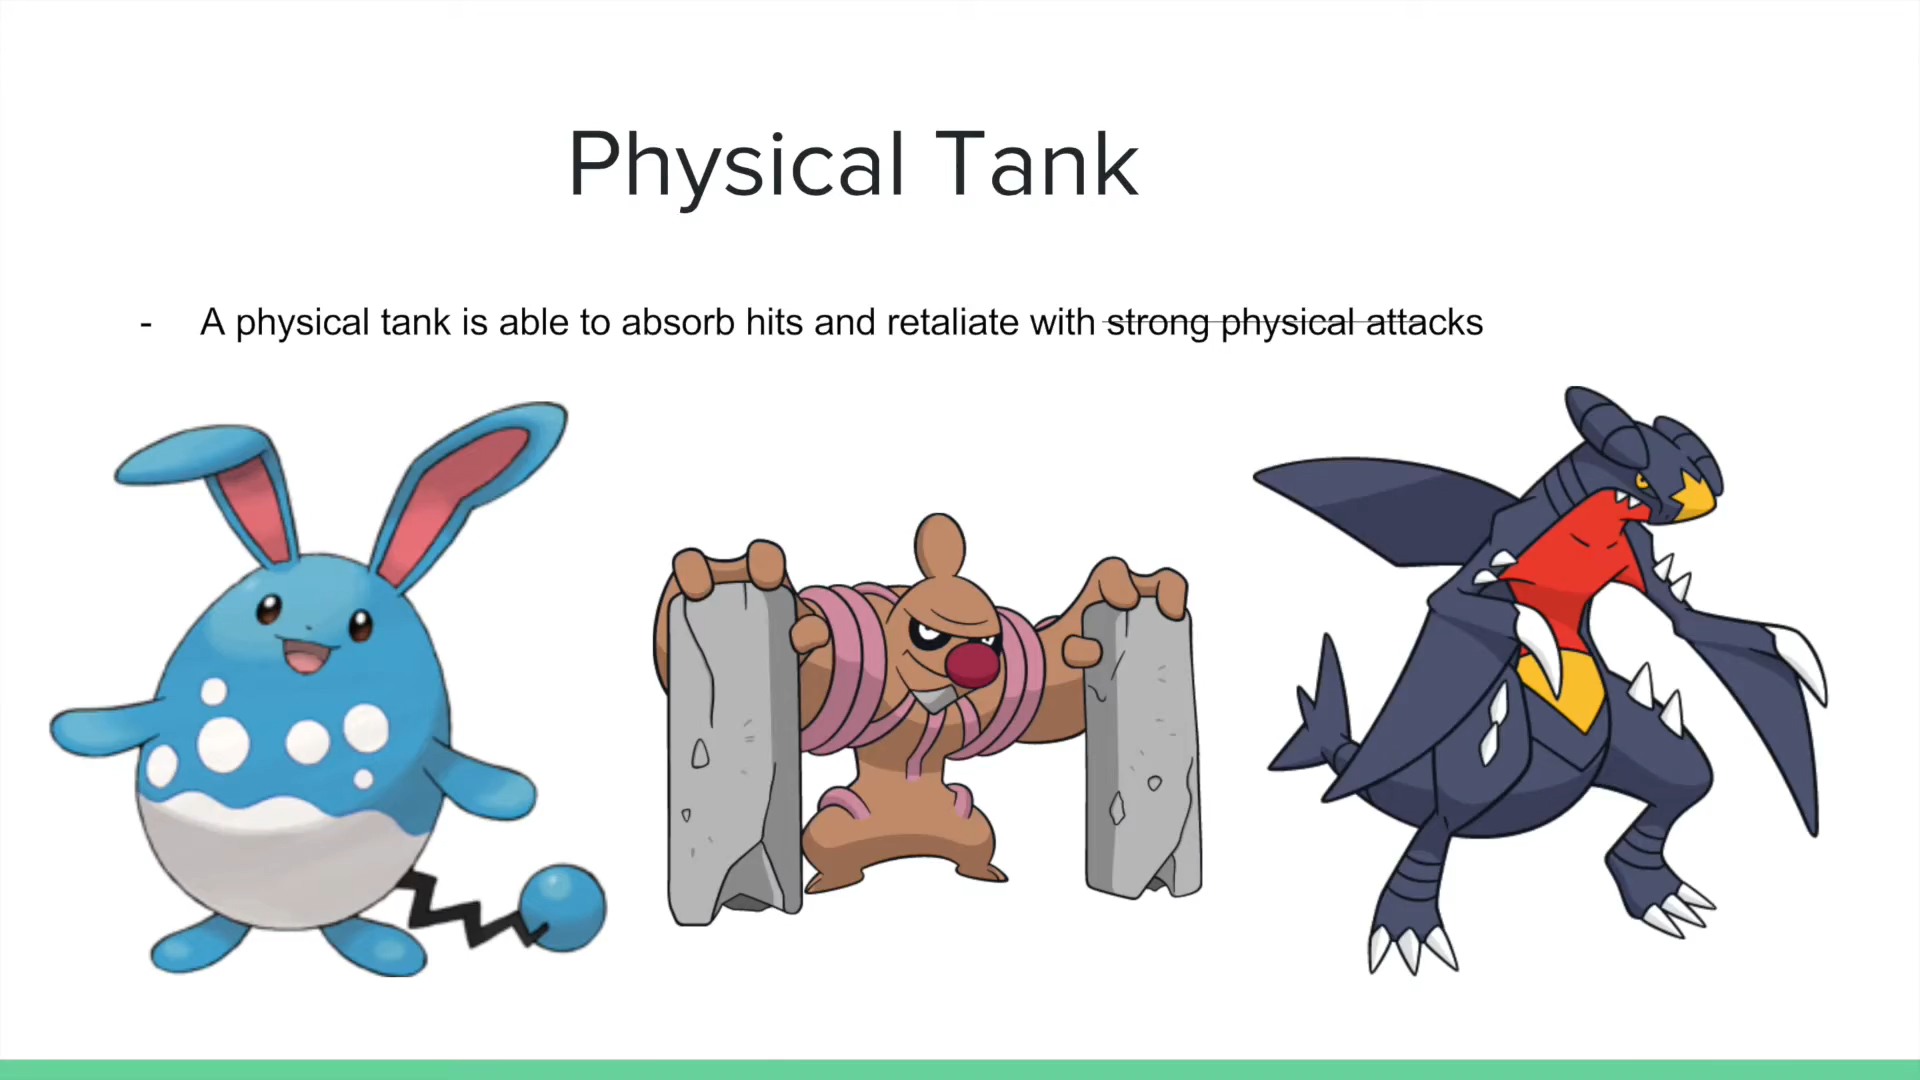 Physical Tank
- A physical tank is able to absorb hits and retaliate with strong physical attacks